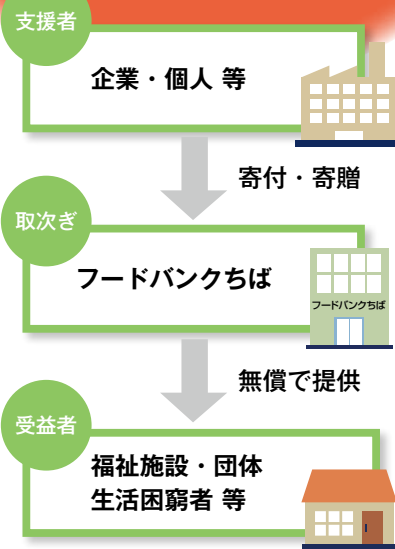 支援者
企業・個人 等
寄付・寄贈
取次ぎ
フードバンクちば
フードバンクちば
無償で提供
受益者
福祉施設・団体
生活困窮者 等